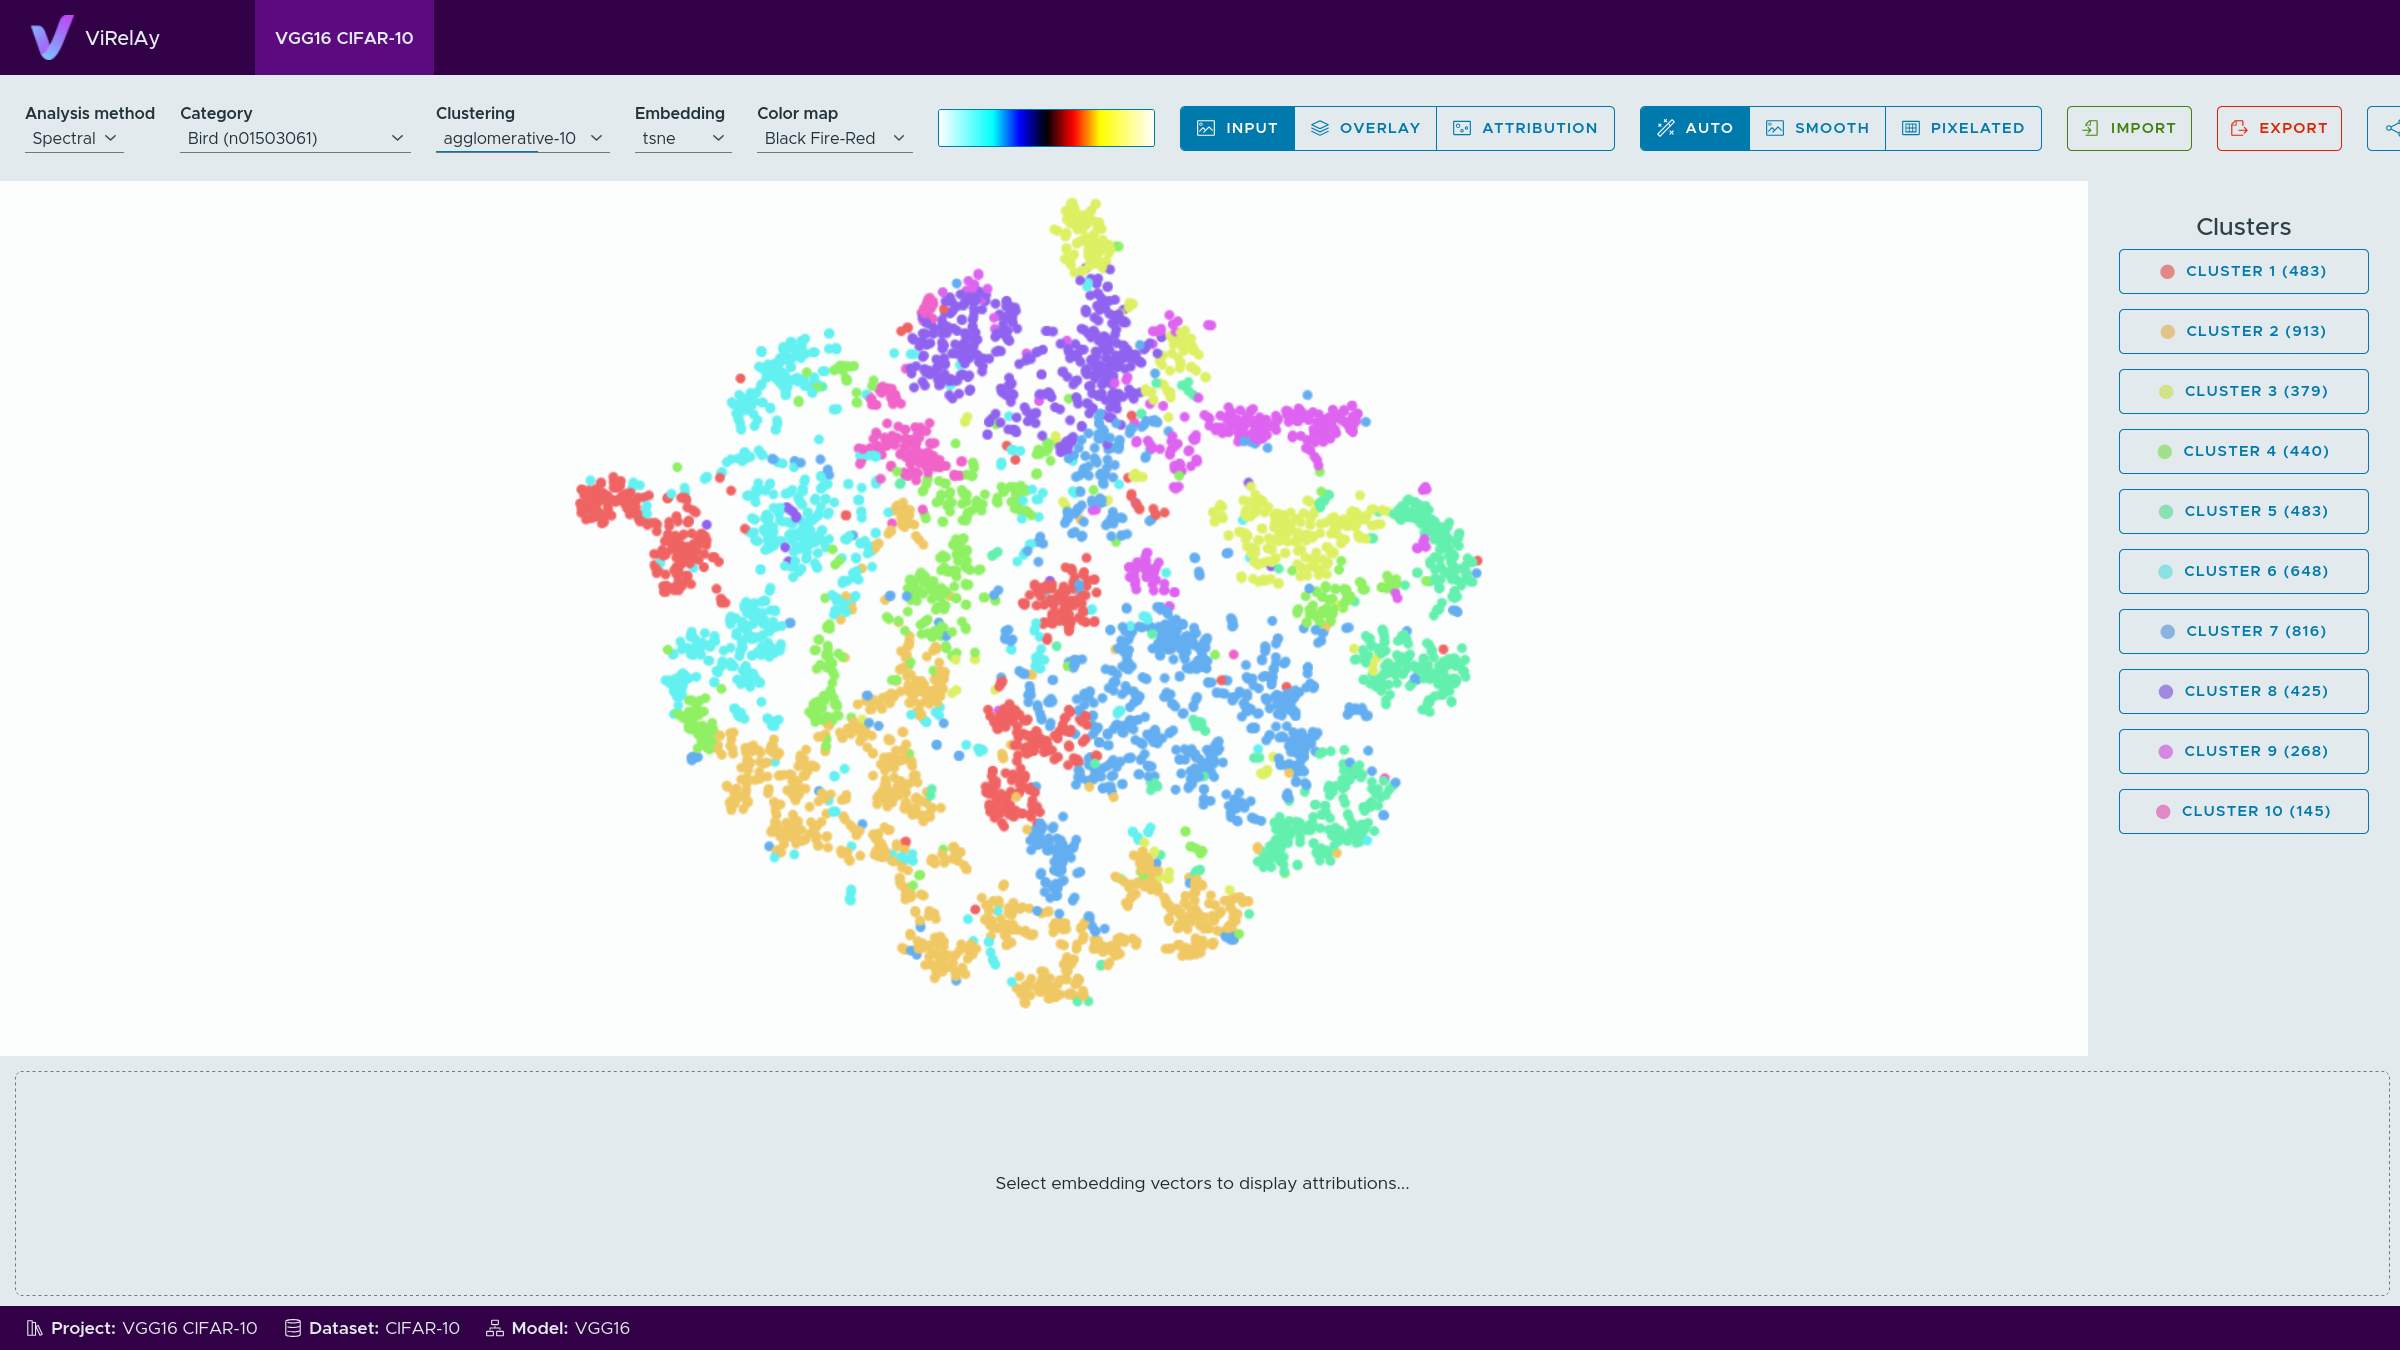 ViRelAy
VGG16 CIFAR-10
Analysis method
Spectral
Category
Bird (n01503061)
Clustering
agglomerative-10
Embedding
tsne
Color map
Black Fire-Red
INPUT
OVERLAY
ATTRIBUTION
AUTO
SMOOTH
PIXELATED
IMPORT
EXPORT
Clusters
CLUSTER 1 (483)
CLUSTER 2 (913)
CLUSTER 3 (379)
CLUSTER 4 (440)
CLUSTER 5 (483)
CLUSTER 6 (648)
CLUSTER 7 (816)
CLUSTER 8 (425)
CLUSTER 9 (268)
CLUSTER 10 (145)
Select embedding vectors to display attributions...
Project: VGG16 CIFAR-10
Dataset: CIFAR-10
Model: VGG16